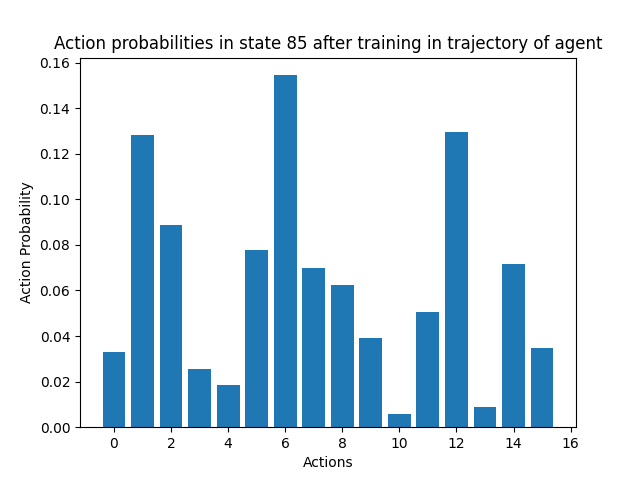 Action probabilities in state 85 after training in trajectory of agent
0.16
0.14
0.12
0.10
0.08
0.06
0.04
0.02
0.00
Action Probability
0 2 4 6 8 10 12 14 16
Actions